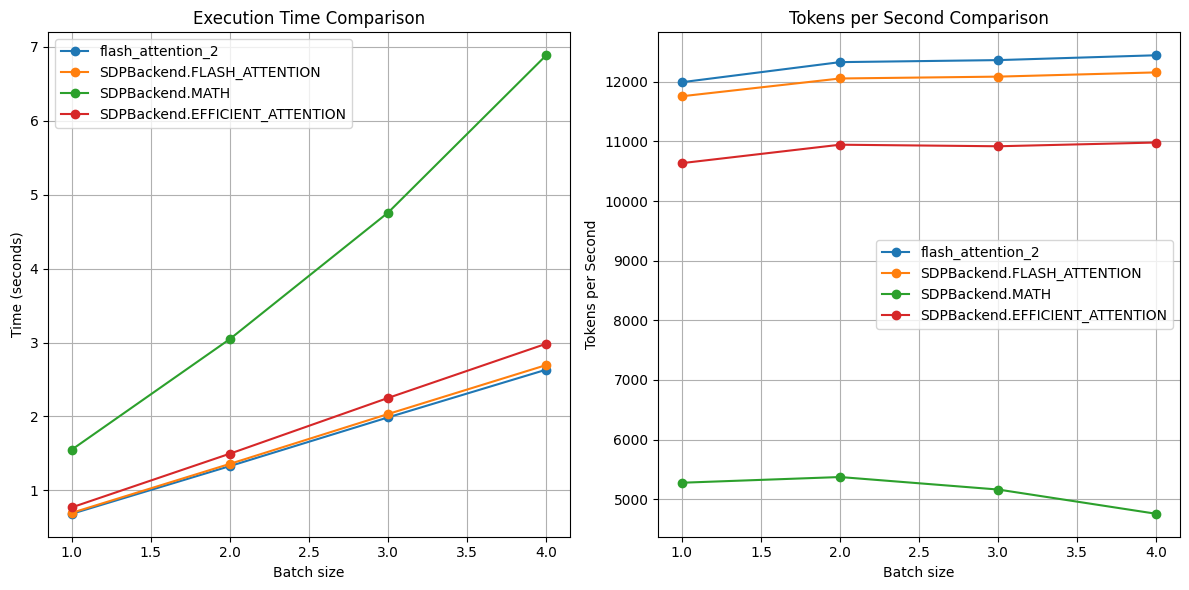 Execution Time Comparison
flash_attention_2
SDPBackend.FLASH_ATTENTION
SDPBackend.MATH
SDPBackend.EFFICIENT_ATTENTION
7
6
5
4
3
2
1
Time (seconds)
1.0 1.5 2.0 2.5 3.0 3.5 4.0
Batch size
Tokens per Second Comparison
12000
11000
10000
9000
8000
7000
6000
5000
Tokens per Second
flash_attention_2
SDPBackend.FLASH_ATTENTION
SDPBackend.MATH
SDPBackend.EFFICIENT_ATTENTION
1.0 1.5 2.0 2.5 3.0 3.5 4.0
Batch size